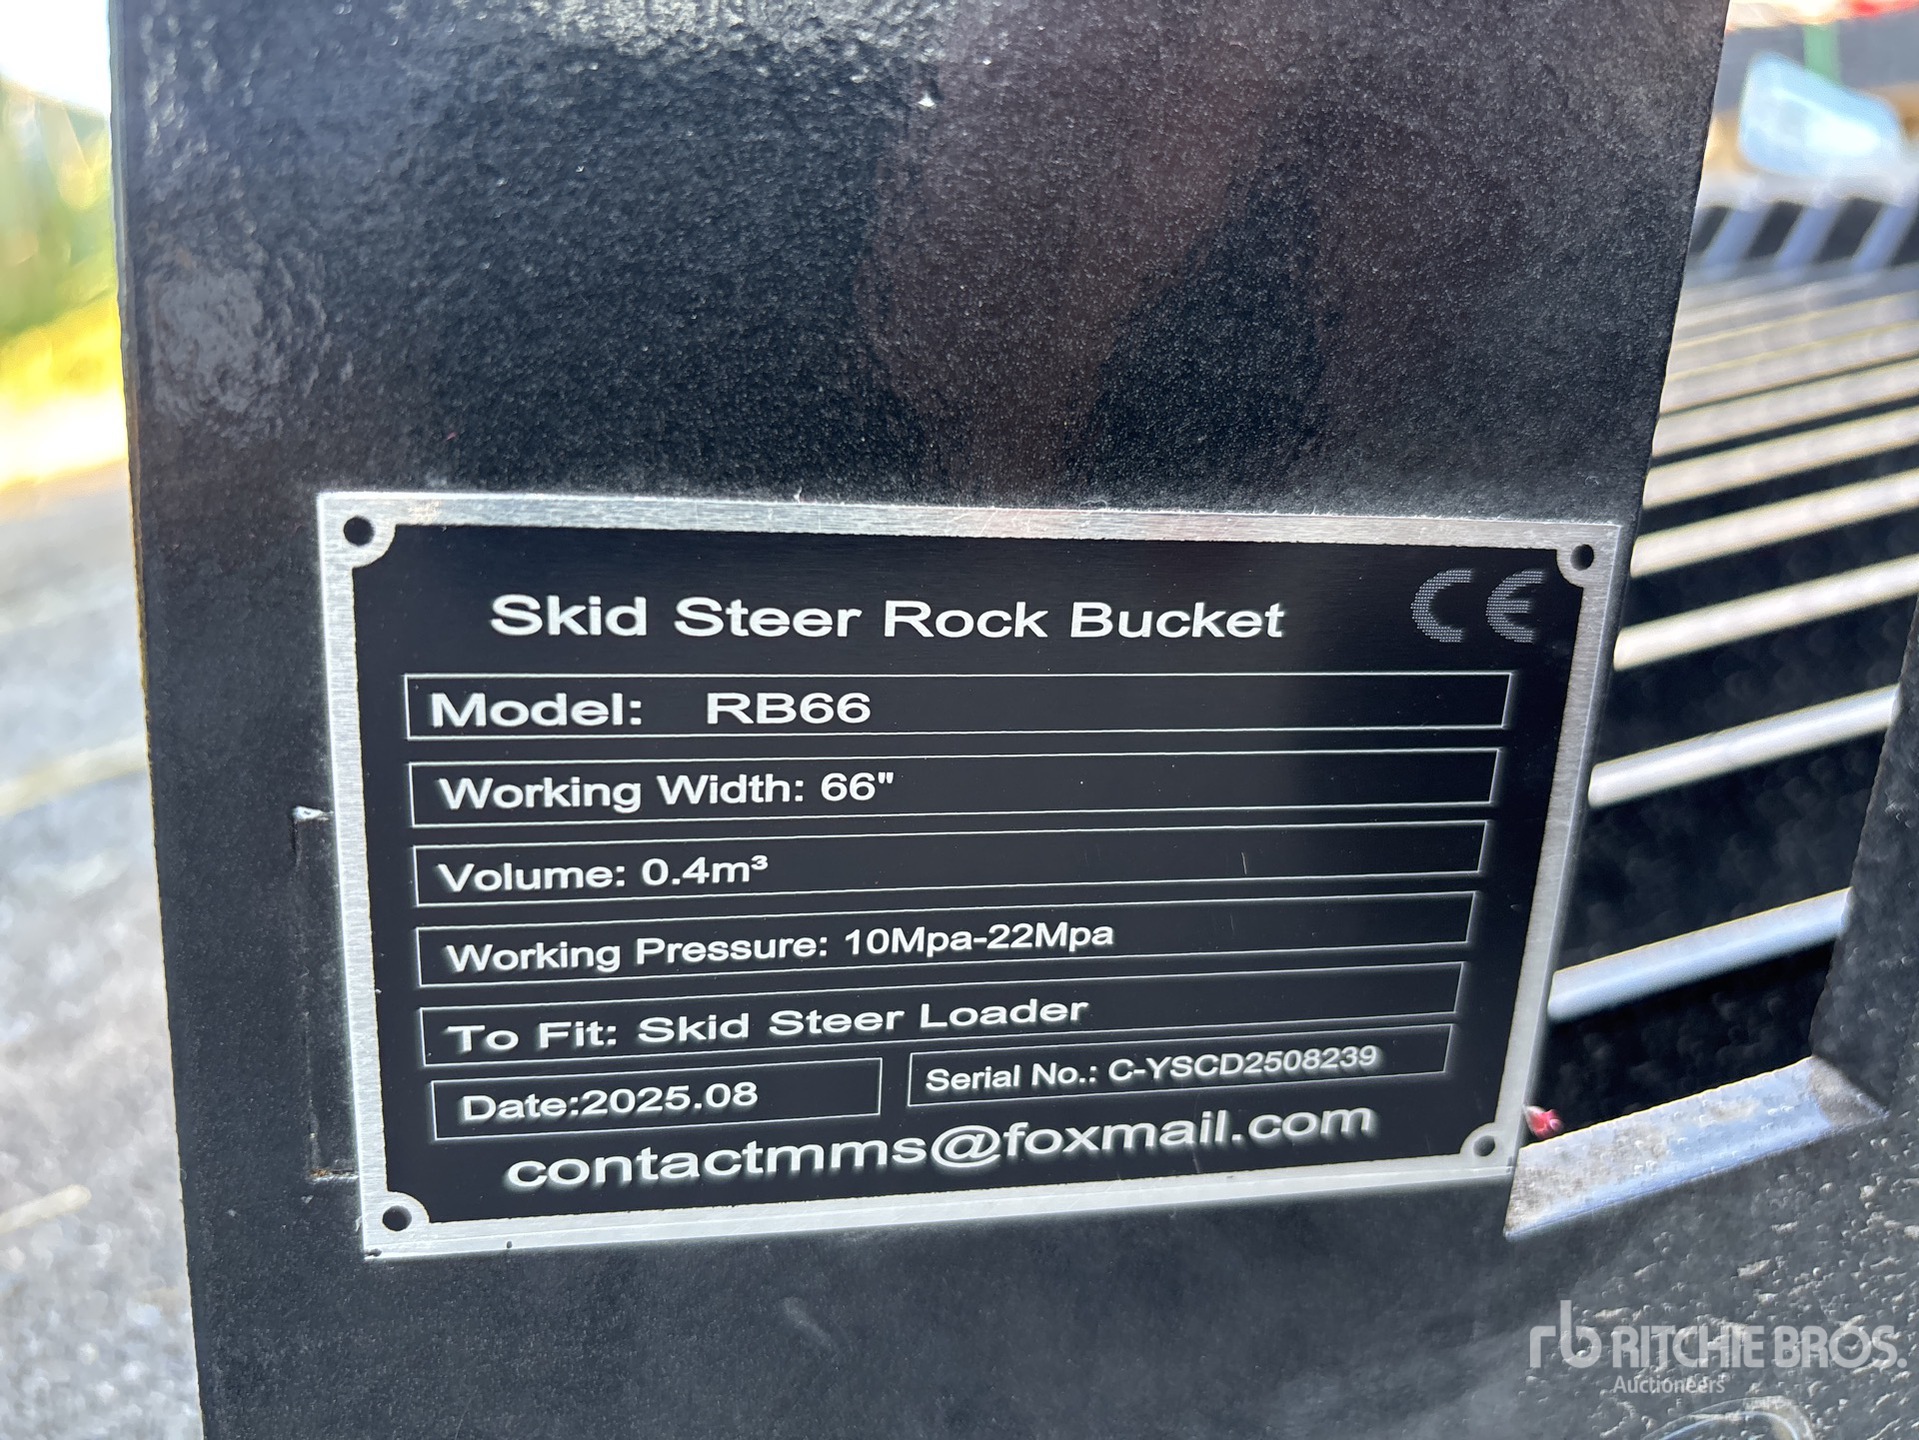 Skid Steer Rock Bucket CE
Model: RB66
Working Width: 66"
Volume: 0.4m³
Working Pressure: 10Mpa-22Mpa
To Fit: Skid Steer Loader
Date:2025.08 Serial No.: C-YSCD2508239
contactmms@foxmail.com
rb RITCHIE BROS.
Auctioneers